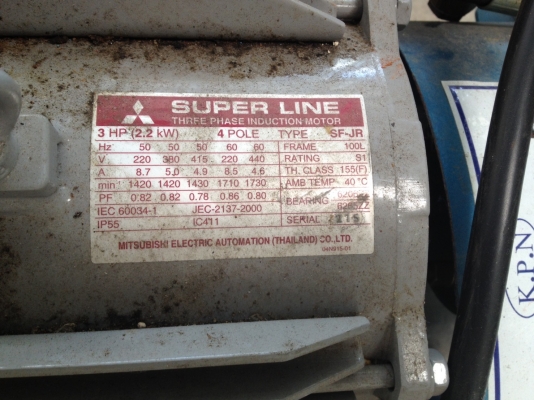 SUPER LINE
THREE PHASE INDUCTION MOTOR
3 HP (2.2 kW) 4 POLE TYPE SF-JR
Hz 50 50 50 60 60 FRAME 100L
V 220 380 415 220 440 RATING S1
A 8.7 5.0 4.9 8.5 4.6 TH. CLASS 155(F)
min⁻¹ 1420 1420 1430 1710 1730 AMB TEMP 40 °C
PF 0.82 0.82 0.78 0.86 0.80 BEARING
IEC 60034-1 JEC-2137-2000
IP55 IC411 SERIAL
MITSUBISHI ELECTRIC AUTOMATION (THAILAND) CO.,LTD.
K.P.N